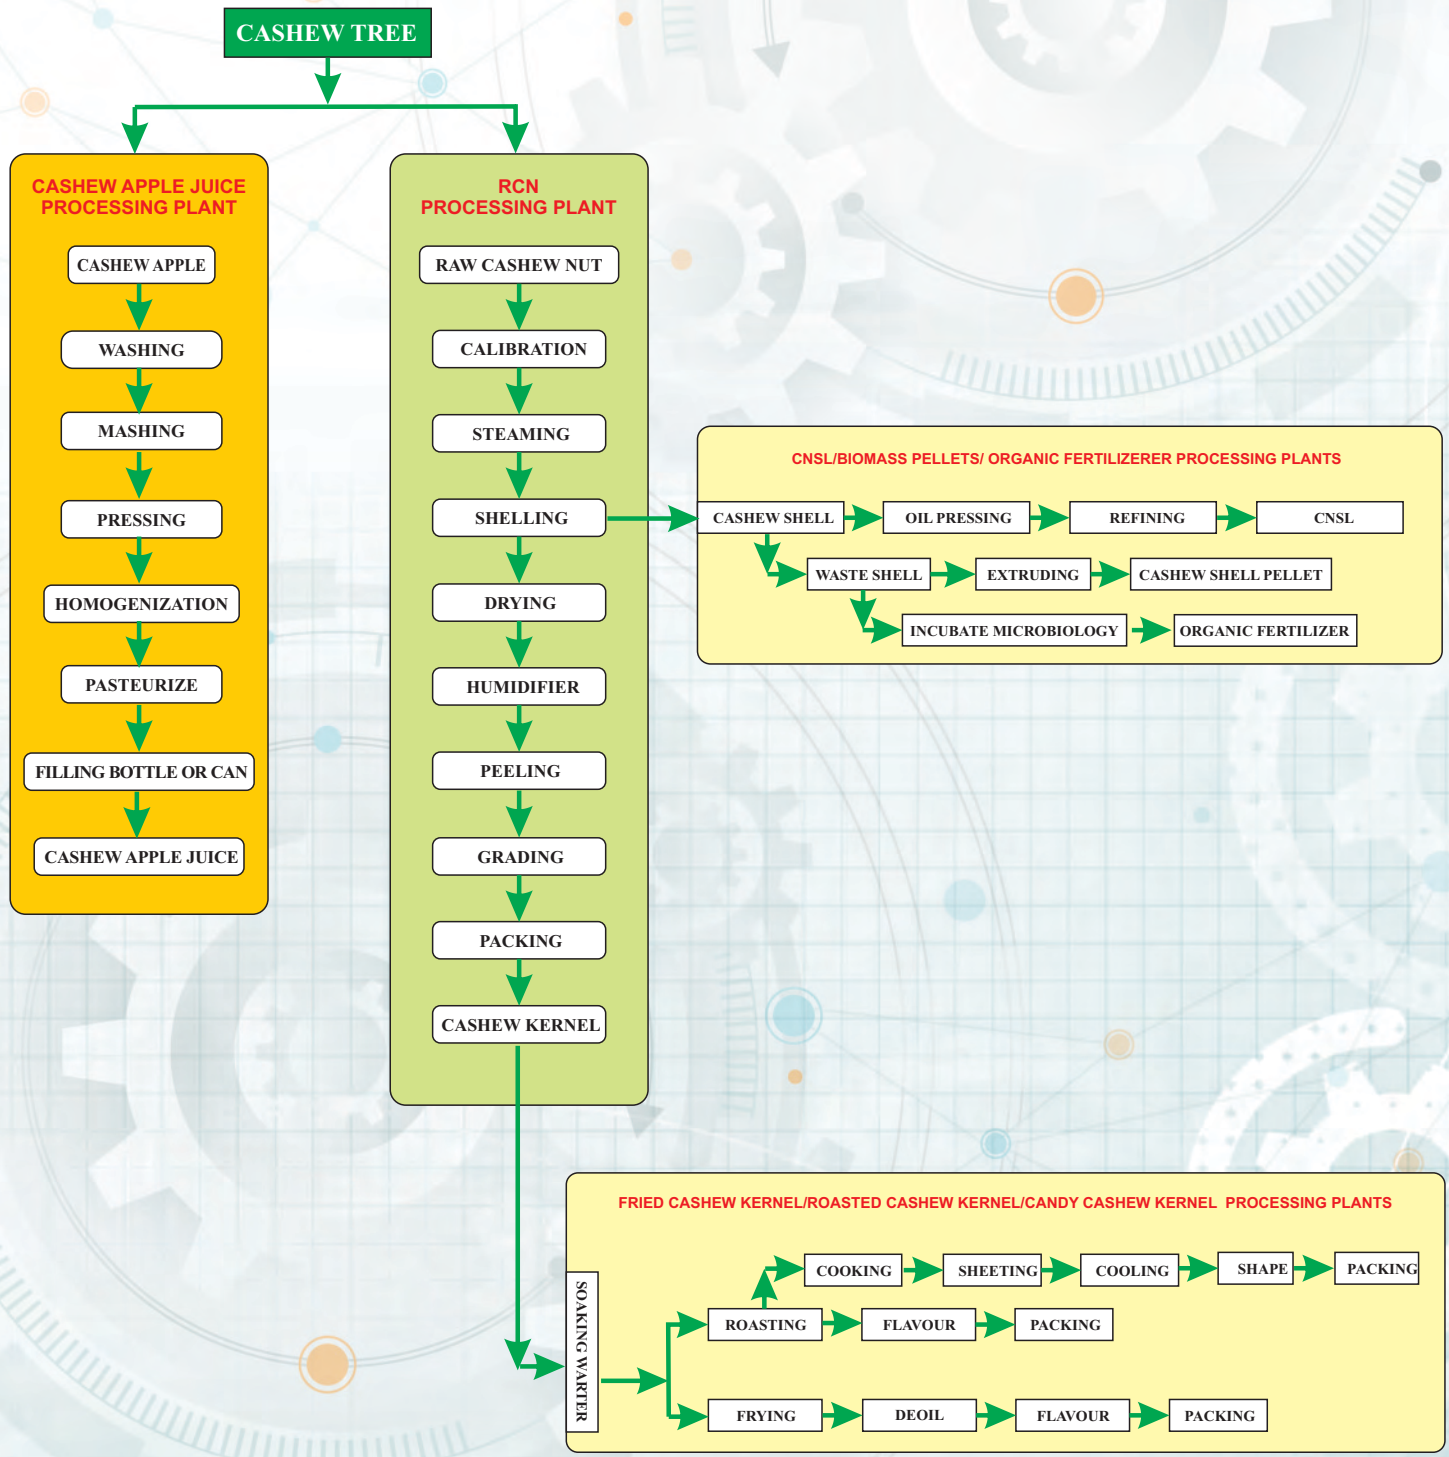 CASHEW TREE
CASHEW APPLE JUICE
PROCESSING PLANT
CASHEW APPLE
WASHING
MASHING
PRESSING
HOMOGENIZATION
PASTEURIZE
FILLING BOTTLE OR CAN
CASHEW APPLE JUICE
RCN
PROCESSING PLANT
RAW CASHEW NUT
CALIBRATION
STEAMING
SHELLING
DRYING
HUMIDIFIER
PEELING
GRADING
PACKING
CASHEW KERNEL
CNSL/BIOMASS PELLETS/ ORGANIC FERTILIZERER PROCESSING PLANTS
CASHEW SHELL
OIL PRESSING
REFINING
CNSL
WASTE SHELL
EXTRUDING
CASHEW SHELL PELLET
INCUBATE MICROBIOLOGY
ORGANIC FERTILIZER
FRIED CASHEW KERNEL/ROASTED CASHEW KERNEL/CANDY CASHEW KERNEL PROCESSING PLANTS
SOAKING WARTER
COOKING
SHEETING
COOLING
SHAPE
PACKING
ROASTING
FLAVOUR
PACKING
FRYING
DEOIL
FLAVOUR
PACKING